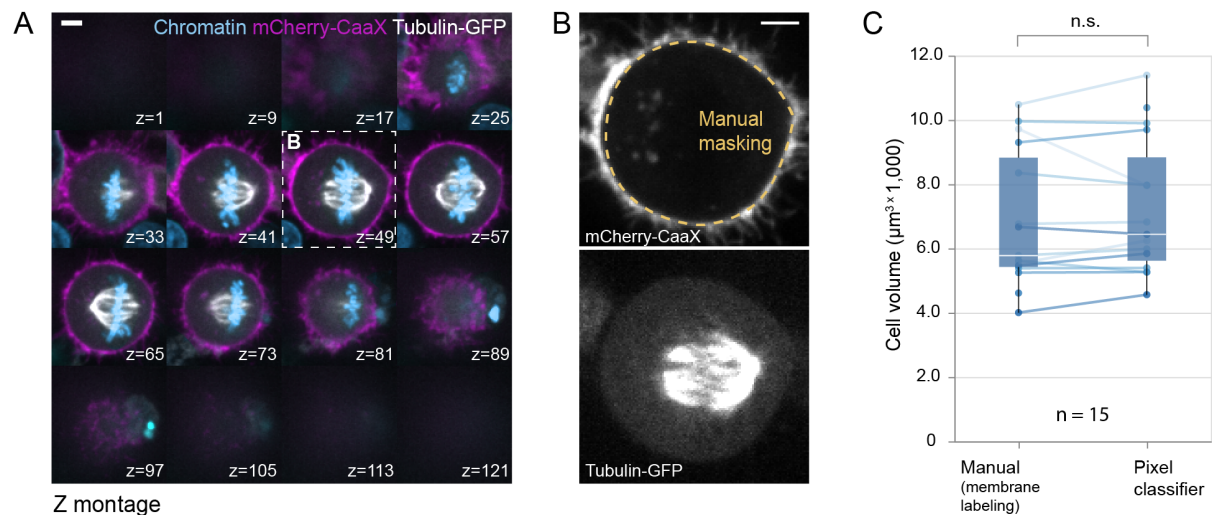 A
Chromatin mCherry-CaaX Tubulin-GFP
z=1
z=9
z=17
z=25
B
z=33
z=41
z=49
z=57
z=65
z=73
z=81
z=89
z=97
z=105
z=113
z=121
Z montage
B
Manual
masking
mCherry-CaaX
Tubulin-GFP
C
n.s.
Cell volume (µm³ˣ 1,000)
12.0
10.0
8.0
6.0
4.0
2.0
0
n = 15
Manual
(membrane
labeling)
Pixel
classifier